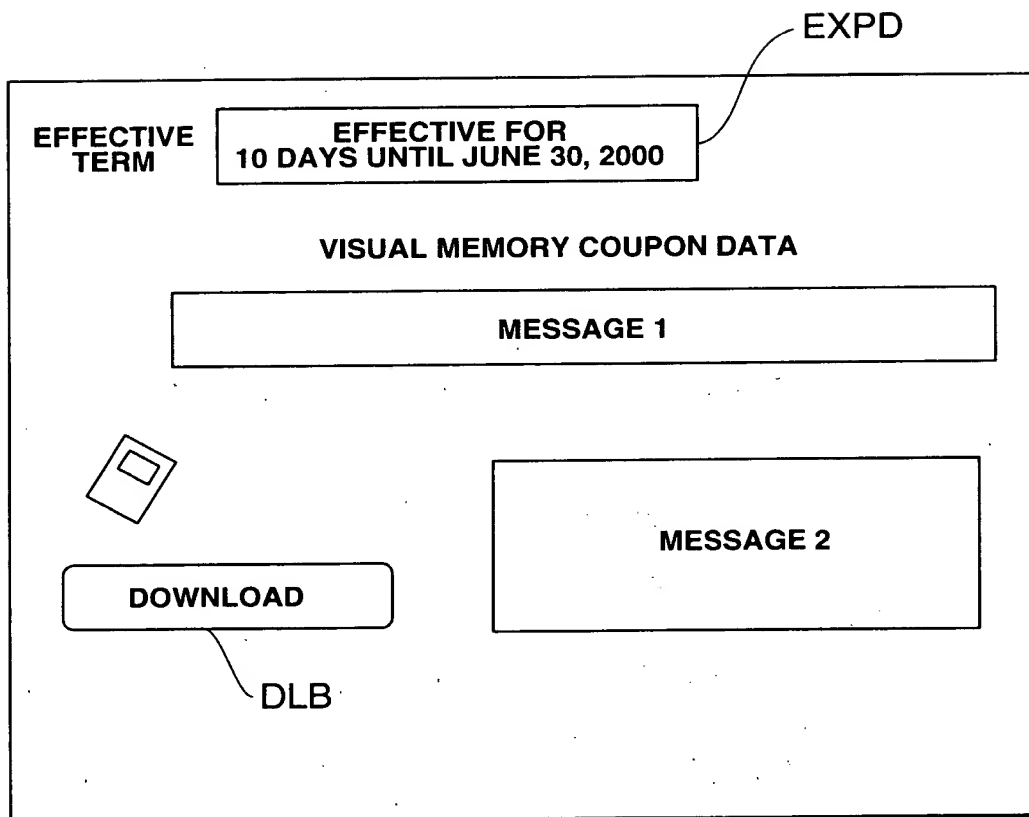 EXPD
EFFECTIVE
TERM
EFFECTIVE FOR
10 DAYS UNTIL JUNE 30, 2000
VISUAL MEMORY COUPON DATA
MESSAGE 1
MESSAGE 2
DOWNLOAD
DLB